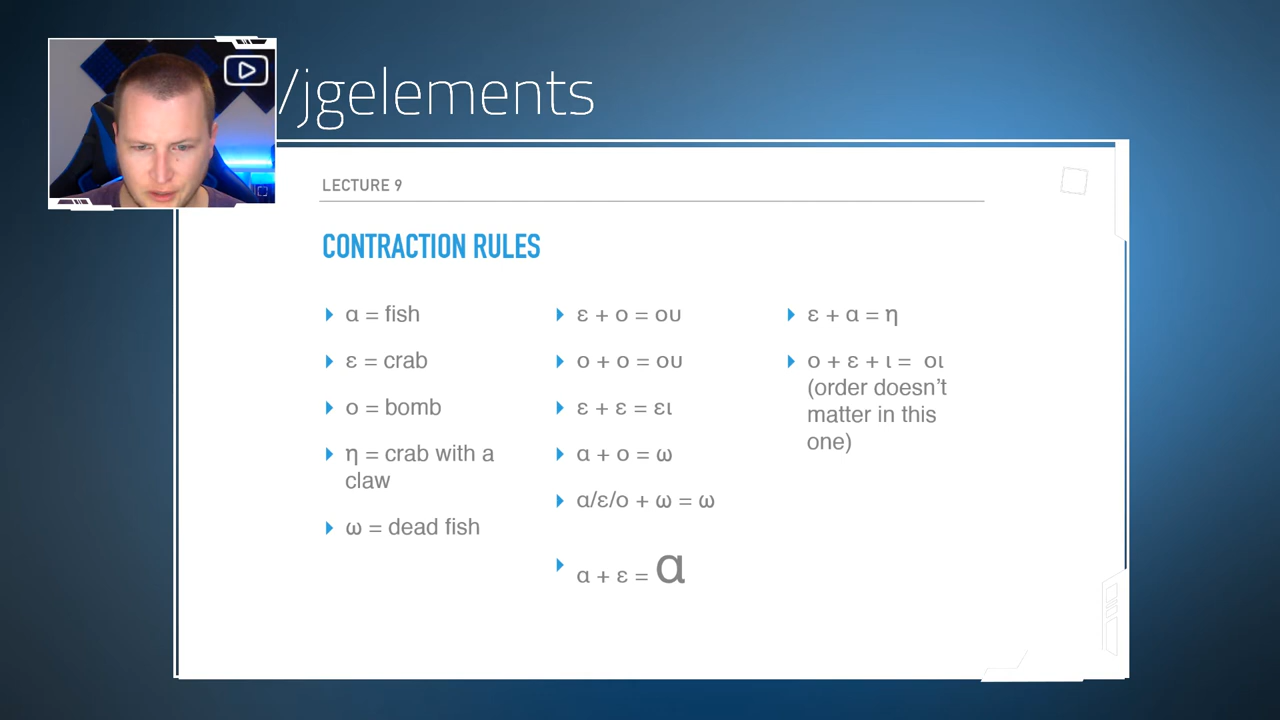 /jgelements
LECTURE 9
CONTRACTION RULES
α = fish
ε = crab
ο = bomb
η = crab with a
claw
ω = dead fish
ε + ο = ου
ο + ο = ου
ε + ε = ει
α + ο = ω
α/ε/ο + ω = ω
α + ε = α
ε + α = η
ο + ε + ι = οι
(order doesn’t
matter in this
one)